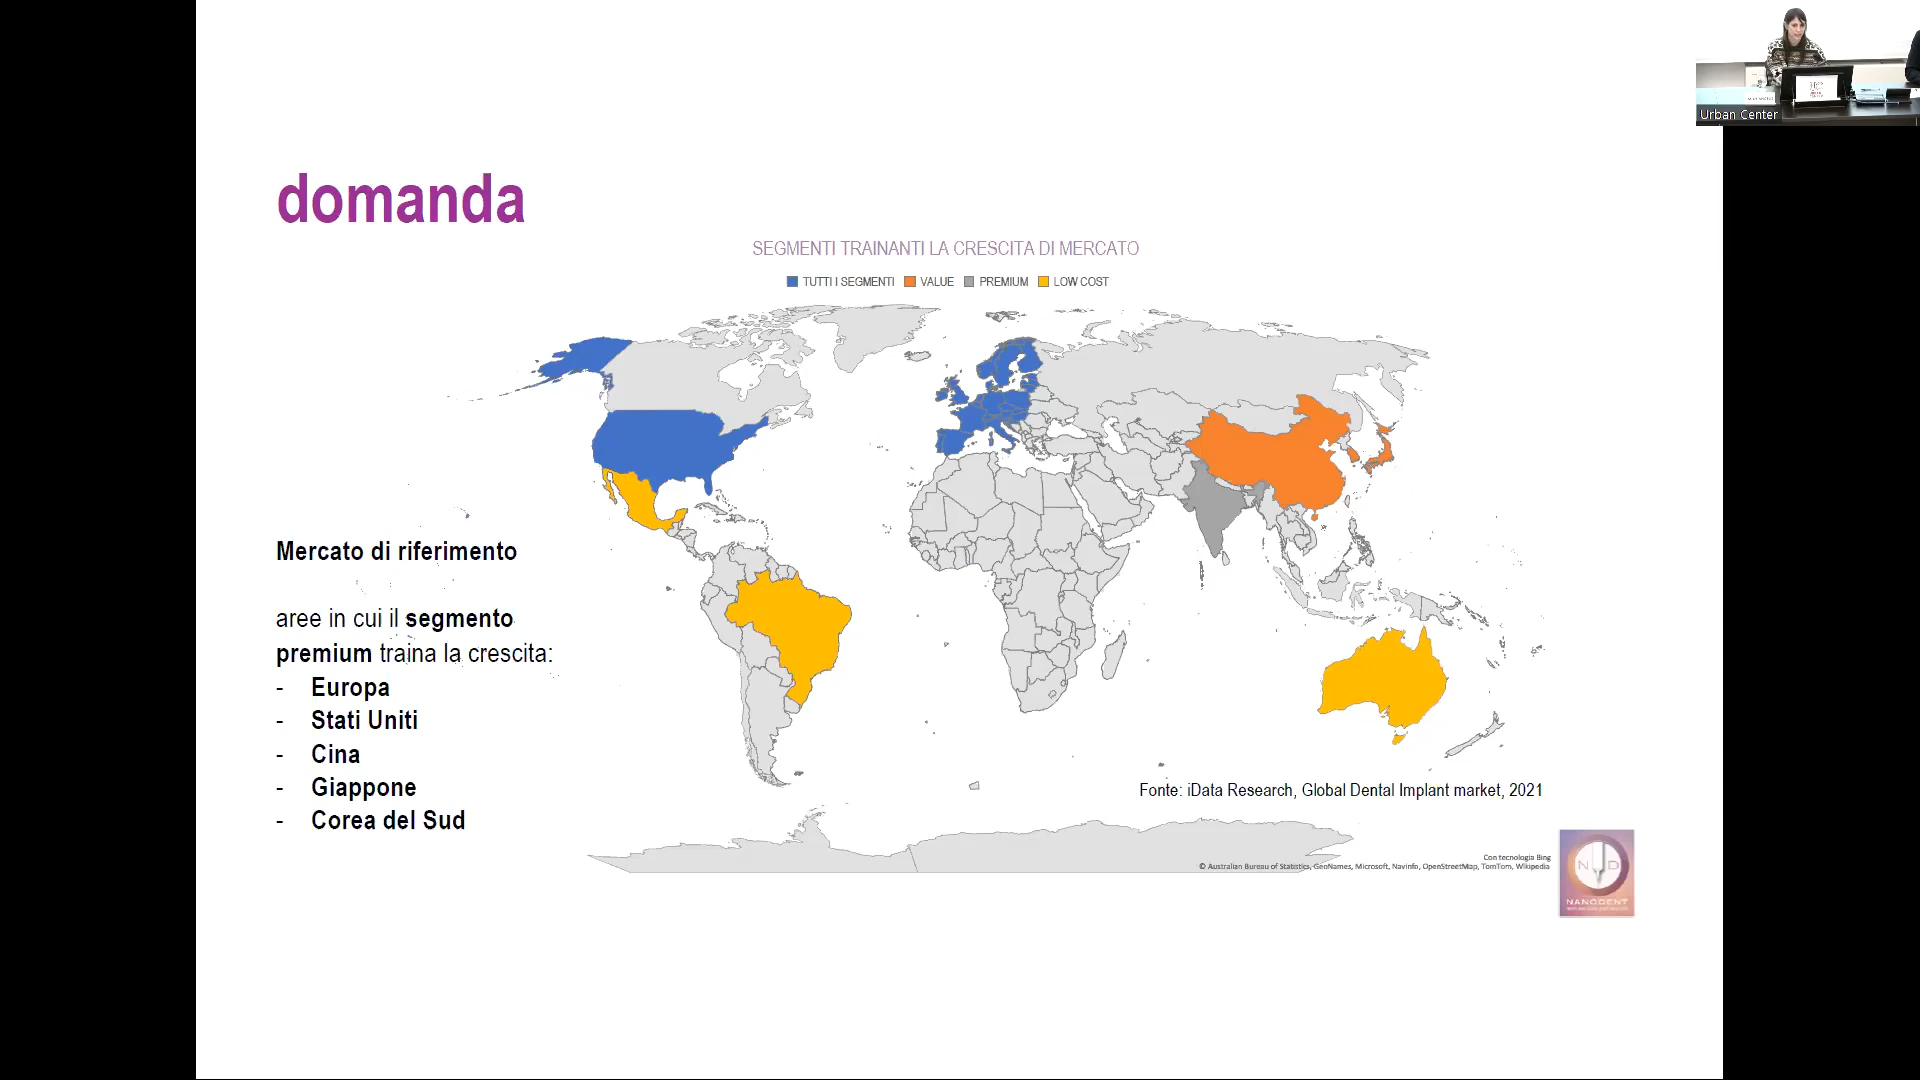 Urban Center
domanda
SEGMENTI TRAINANTI LA CRESCITA DI MERCATO
TUTTI I SEGMENTI VALUE PREMIUM LOW COST
Mercato di riferimento
aree in cui il segmento
premium traina la crescita:
- Europa
- Stati Uniti
- Cina
- Giappone
- Corea del Sud
Fonte: iData Research, Global Dental Implant market, 2021
Con tecnologia Bing
© Australian Bureau of Statistics, GeoNames, Microsoft, Navinfo, OpenStreetMap, TomTom, Wikipedia
N D
NANODENT